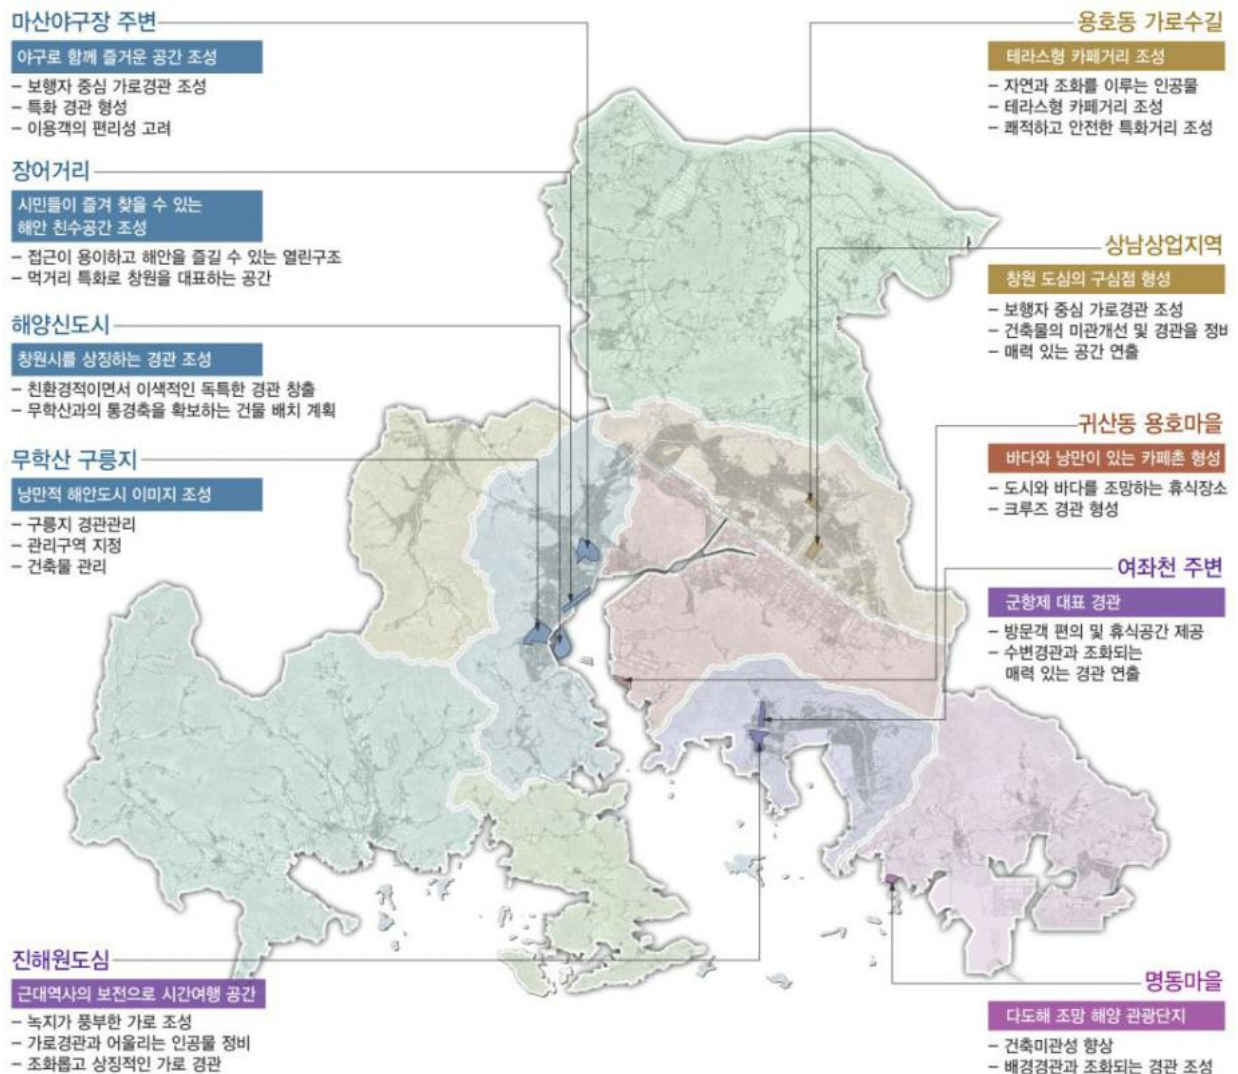 마산야구장 주변
야구로 함께 즐거운 공간 조성
– 보행자 중심 가로경관 조성
– 특화 경관 형성
– 이용객의 편리성 고려
장어거리
시민들이 즐겨 찾을 수 있는
해안 친수공간 조성
– 접근이 용이하고 해안을 즐길 수 있는 열린구조
– 먹거리 특화로 창원을 대표하는 공간
해양신도시
창원시를 상징하는 경관 조성
– 친환경적이면서 이색적인 독특한 경관 창출
– 무학산과의 통경축을 확보하는 건물 배치 계획
무학산 구릉지
낭만적 해안도시 이미지 조성
– 구릉지 경관관리
– 관리구역 지정
– 건축물 관리
진해원도심
근대역사의 보전으로 시간여행 공간
– 녹지가 풍부한 가로 조성
– 가로경관과 어울리는 인공물 정비
– 조화롭고 상징적인 가로 경관
용호동 가로수길
테라스형 카페거리 조성
– 자연과 조화를 이루는 인공물
– 테라스형 카페거리 조성
– 쾌적하고 안전한 특화거리 조성
상남상업지역
창원 도심의 구심점 형성
– 보행자 중심 가로경관 조성
– 건축물의 미관개선 및 경관을 정비
– 매력 있는 공간 연출
귀산동 용호마을
바다와 낭만이 있는 카페촌 형성
– 도시와 바다를 조망하는 휴식장소
– 크루즈 경관 형성
여좌천 주변
군항제 대표 경관
– 방문객 편의 및 휴식공간 제공
– 수변경관과 조화되는
매력 있는 경관 연출
명동마을
다도해 조망 해양 관광단지
– 건축미관성 향상
– 배경경관과 조화되는 경관 조성